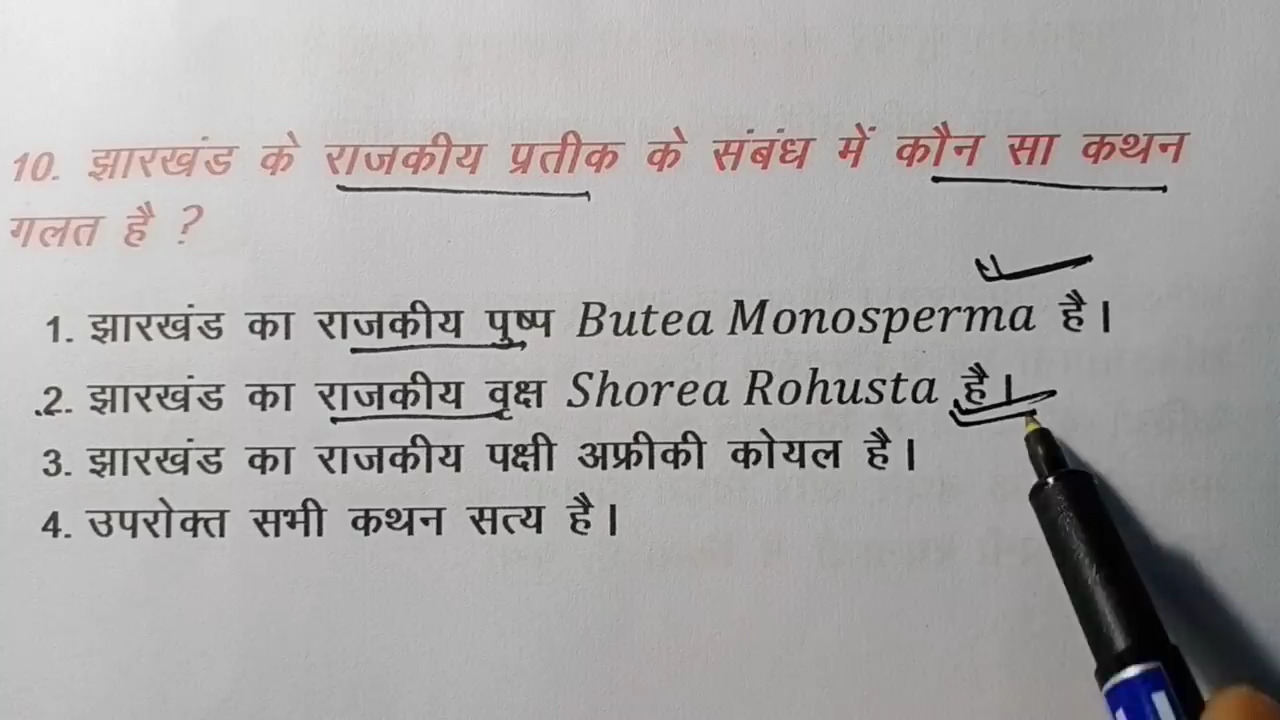 10. झारखंड के राजकीय प्रतीक के संबंध में कौन सा कथन
गलत है ?
1. झारखंड का राजकीय पुष्प Butea Monosperma है।
2. झारखंड का राजकीय वृक्ष Shorea Rohusta है।
3. झारखंड का राजकीय पक्षी अफ्रीकी कोयल है।
4. उपरोक्त सभी कथन सत्य है।